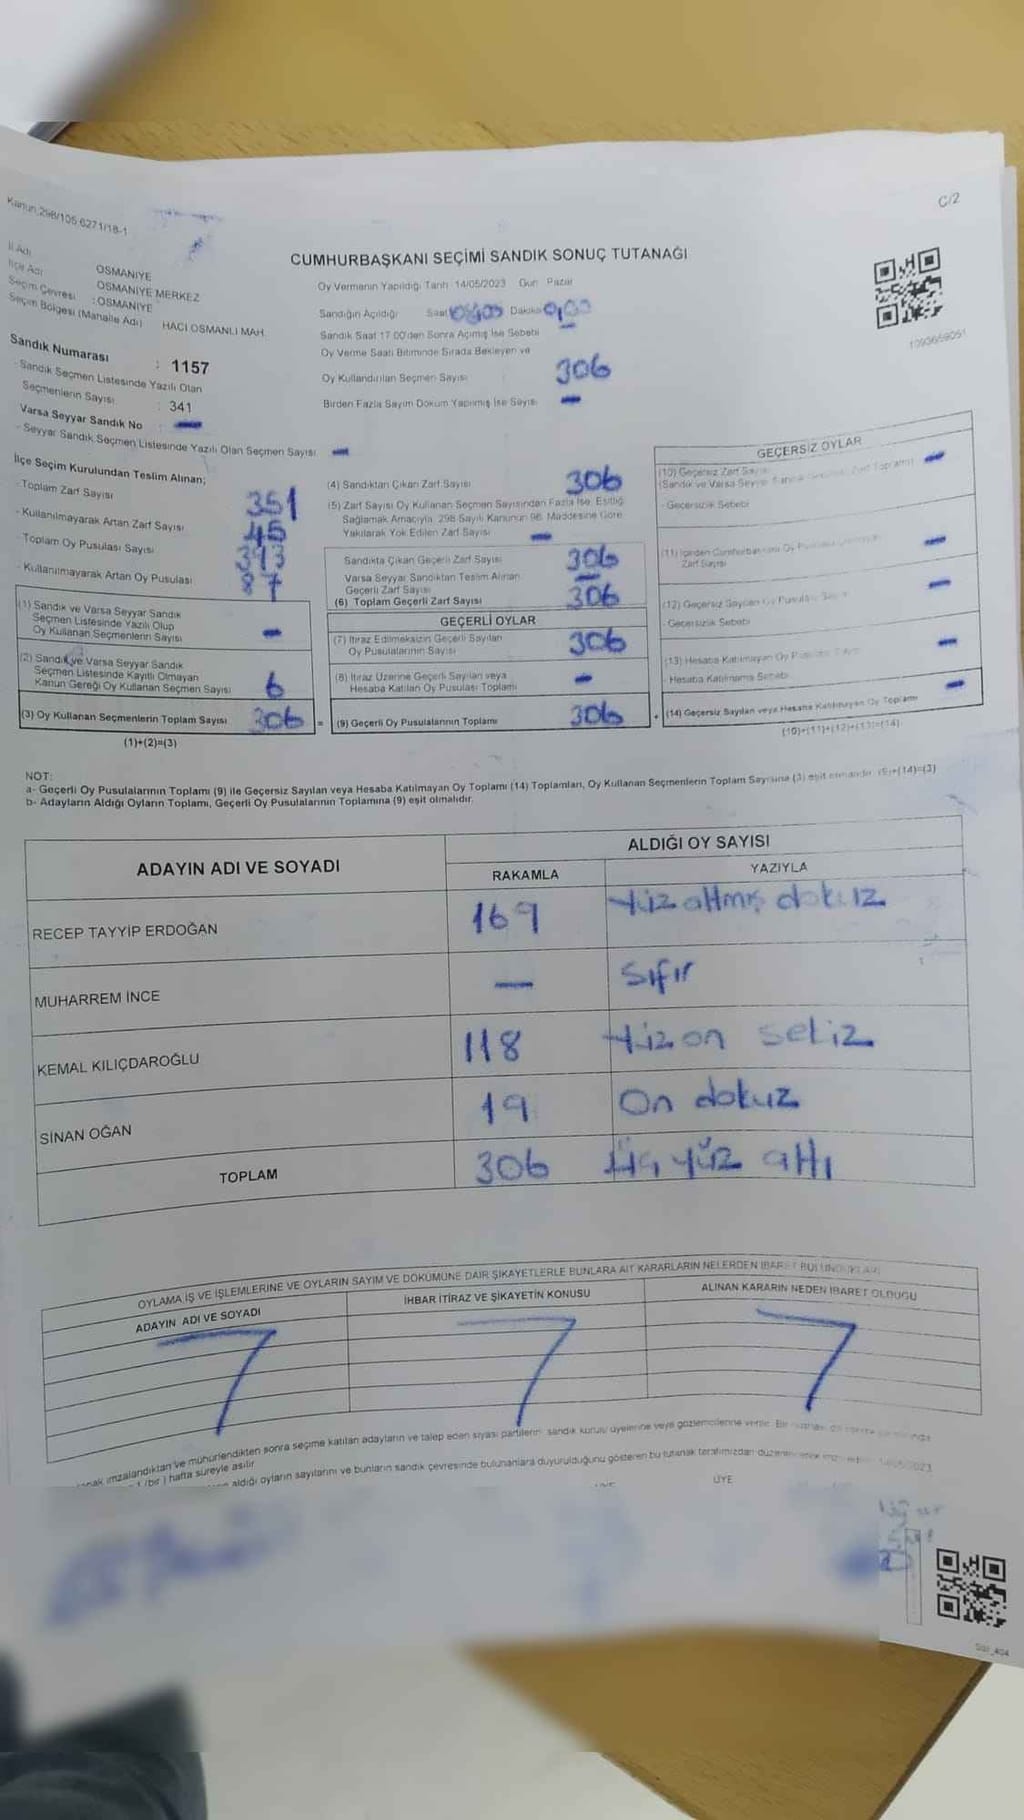 Kanun:298/105-6271/18-1
C/2
CUMHURBAŞKANI SEÇİMİ SANDIK SONUÇ TUTANAĞI
İl Adı
OSMANİYE
İlçe Adı
OSMANİYE MERKEZ
Seçim Çevresi
:OSMANİYE
Seçim Bölgesi (Mahalle Adı)
HACI OSMANLI MAH.
Sandık Numarası : 1157
- Sandık Seçmen Listesinde Yazılı Olan
Seçmenlerin Sayısı : 341
Varsa Seyyar Sandık No : —
- Seyyar Sandık Seçmen Listesinde Yazılı Olan Seçmen Sayısı —
İlçe Seçim Kurulundan Teslim Alınan;
- Toplam Zarf Sayısı 351
- Kullanılmayarak Artan Zarf Sayısı 45
- Toplam Oy Pusulası Sayısı
- Kullanılmayarak Artan Oy Pusulası 87
(1) Sandık ve Varsa Seyyar Sandık
Seçmen Listesinde Yazılı Olup
Oy Kullanan Seçmenlerin Sayısı —
(2) Sandık ve Varsa Seyyar Sandık
Seçmen Listesinde Kayıtlı Olmayan
Kanun Gereği Oy Kullanan Seçmen Sayısı 6
(3) Oy Kullanan Seçmenlerin Toplam Sayısı 306
(1)+(2)=(3)
Oy Vermenin Yapıldığı Tarih 14/05/2023 Gün Pazar
Sandığın Açıldığı Saat Dakika
Sandık Saat 17.00'den Sonra Açılmış İse Sebebi —
Oy Verme Saati Bitiminde Sırada Bekleyen ve
Oy Kullandırılan Seçmen Sayısı 306
Birden Fazla Sayım Döküm Yapılmış İse Sayısı —
(4) Sandıktan Çıkan Zarf Sayısı 306
(5) Zarf Sayısı Oy Kullanan Seçmen Sayısından Fazla İse, Eşitliği
Sağlamak Amacıyla, 298 Sayılı Kanunun 98. Maddesine Göre
Yakılarak Yok Edilen Zarf Sayısı —
Sandıkta Çıkan Geçerli Zarf Sayısı 306
Varsa Seyyar Sandıktan Teslim Alınan
Geçerli Zarf Sayısı —
(6) Toplam Geçerli Zarf Sayısı 306
GEÇERLİ OYLAR
(7) İtiraz Edilmeksizin Geçerli Sayılan
Oy Pusulalarının Sayısı 306
(8) İtiraz Üzerine Geçerli Sayılan veya
Hesaba Katılan Oy Pusulası Toplamı —
= (9) Geçerli Oy Pusulalarının Toplamı 306
1093659051
GEÇERSİZ OYLAR
(10) Geçersiz Zarf Sayısı
(Sandık ve Varsa Seyyar Sandık Geçersiz Zarf Toplamı) —
- Geçersizlik Sebebi
(11) İçinden Cumhurbaşkanı Oy Pusulası
Zarf Sayısı —
(12) Geçersiz Sayılan Oy Pusulası Sayısı —
- Geçersizlik Sebebi
(13) Hesaba Katılmayan Oy Pusulası Sayısı —
- Hesaba Katılmama Sebebi
+ (14) Geçersiz Sayılan veya Hesaba Katılmayan Oy Toplamı —
(10)+(11)+(12)+(13)=(14)
NOT:
a- Geçerli Oy Pusulalarının Toplamı (9) ile Geçersiz Sayılan veya Hesaba Katılmayan Oy Toplamı (14) Toplamları, Oy Kullanan Seçmenlerin Toplam Sayısına (3) eşit olmalıdır. (9)+(14)=(3)
b- Adayların Aldığı Oyların Toplamı, Geçerli Oy Pusulalarının Toplamına (9) eşit olmalıdır.
ADAYIN ADI VE SOYADI
ALDIĞI OY SAYISI
RAKAMLA YAZIYLA
RECEP TAYYİP ERDOĞAN 169 Yüz altmış dokuz
MUHARREM İNCE — Sıfır
KEMAL KILIÇDAROĞLU 118 Yüz on sekiz
SİNAN OĞAN 19 On dokuz
TOPLAM 306 Üç yüz altı
OYLAMA İŞ VE İŞLEMLERİNE VE OYLARIN SAYIM VE DÖKÜMÜNE DAİR ŞİKAYETLERLE BUNLARA AİT KARARLARIN NELERDEN İBARET BULUNDUKLARI
ADAYIN ADI VE SOYADI
İHBAR İTİRAZ VE ŞİKAYETİN KONUSU
ALINAN KARARIN NEDEN İBARET OLDUĞU
imzalandıktan ve mühürlendikten sonra seçime katılan adayların ve talep eden siyasi partilerin sandık kurulu üyelerine veya gözlemcilerine verilir. Bir
(bir) hafta süreyle asılır.
aldığı oyların sayılarını ve bunların sandık çevresinde bulunanlara duyurulduğunu gösteren bu tutanak tarafımızdan 14/05/2023
ÜYE